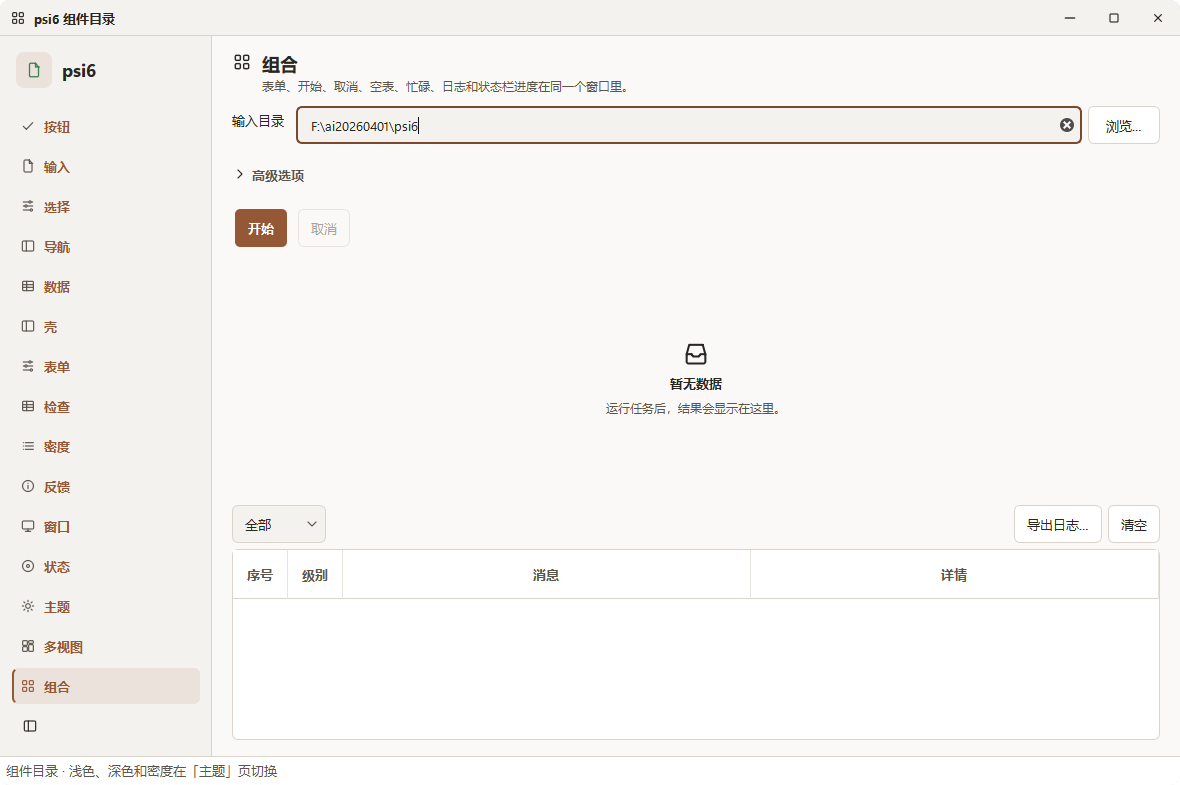 psi6 组件目录
psi6
按钮
输入
选择
导航
数据
壳
表单
检查
密度
反馈
窗口
状态
主题
多视图
组合
组合
表单、开始、取消、空表、忙碌、日志和状态栏进度在同一个窗口里。
输入目录 F:\ai20260401\psi6 浏览...
高级选项
开始 取消
暂无数据
运行任务后，结果会显示在这里。
全部 导出日志... 清空
序号 级别 消息 详情
组件目录 · 浅色、深色和密度在「主题」页切换